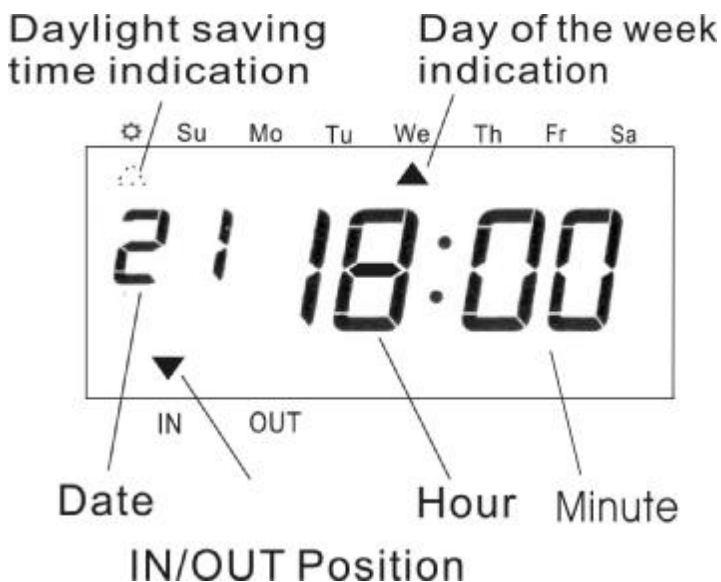 Daylight saving
time indication
Day of the week
indication
Su Mo Tu We Th Fr Sa
21 18:00
IN OUT
Date
Hour
Minute
IN/OUT Position